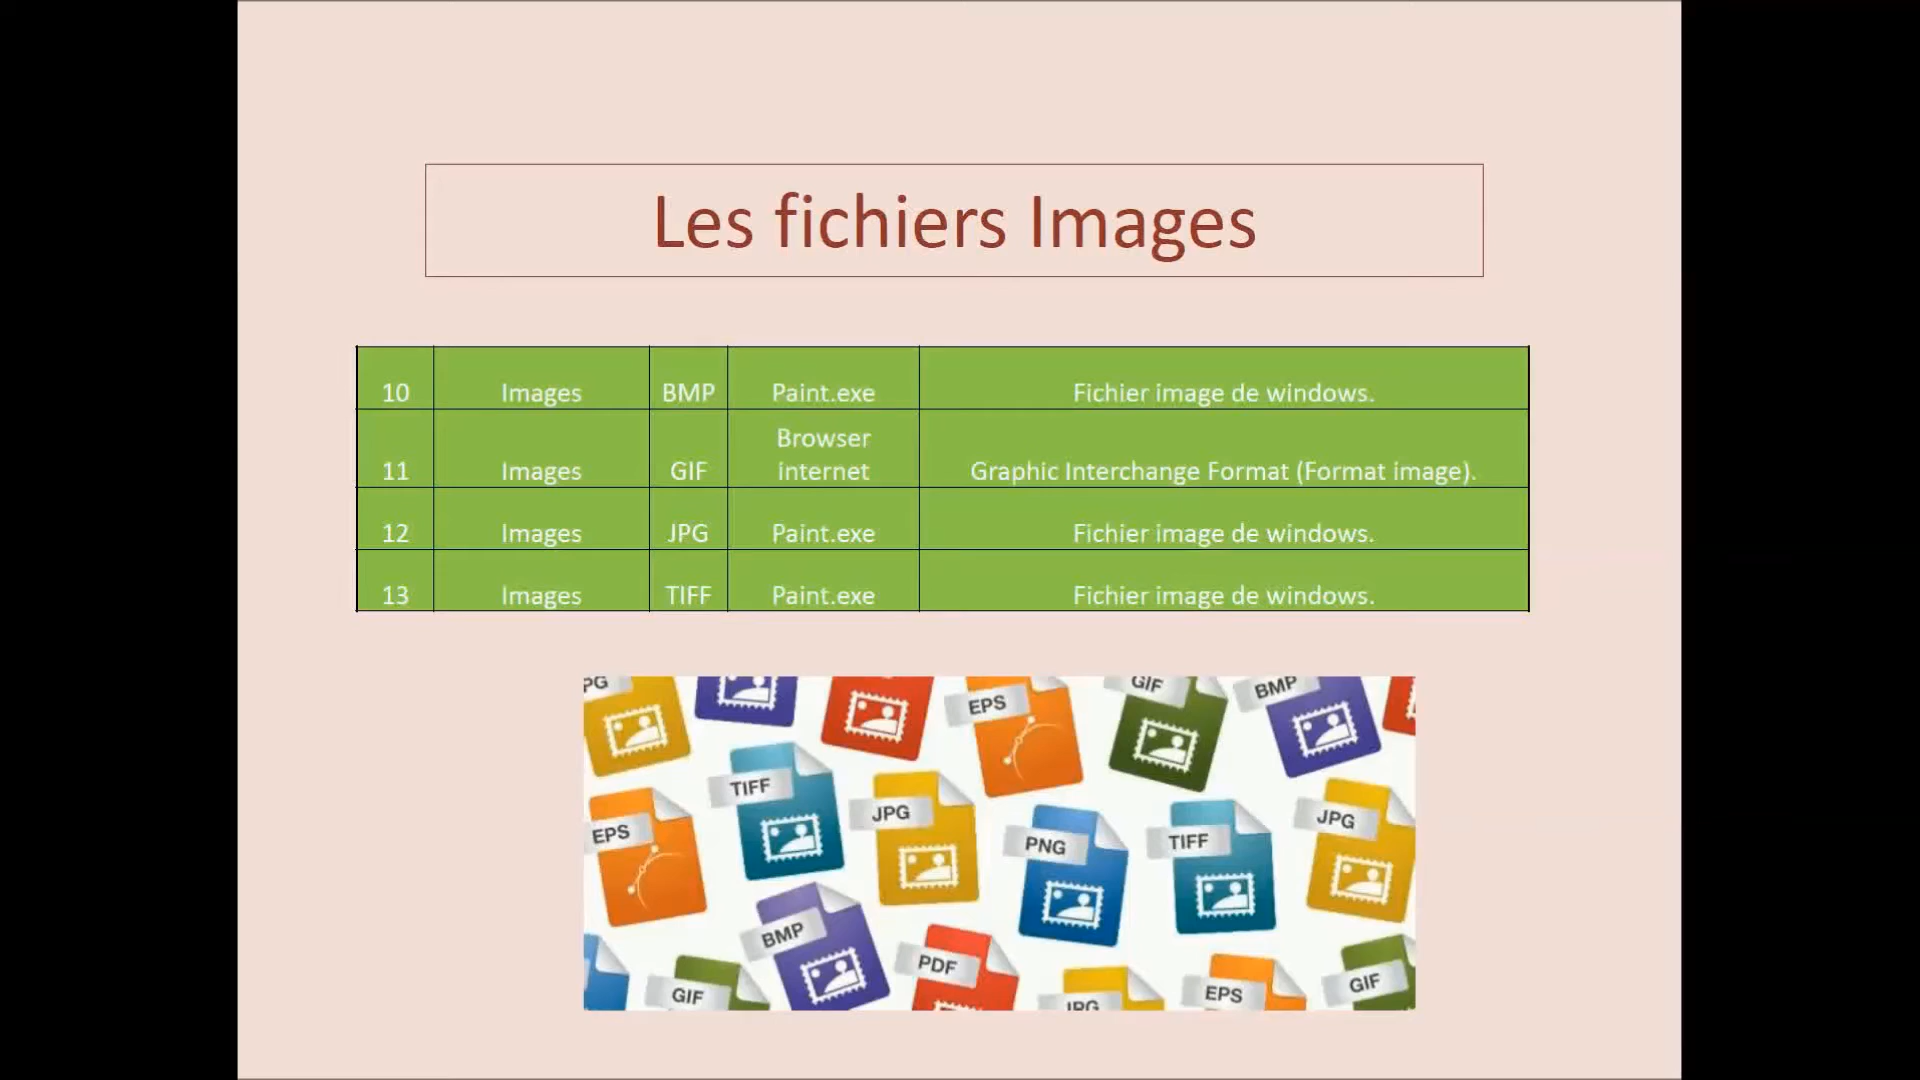 Les fichiers Images
10 Images BMP Paint.exe Fichier image de windows.
Browser
11 Images GIF internet Graphic Interchange Format (Format image).
12 Images JPG Paint.exe Fichier image de windows.
13 Images TIFF Paint.exe Fichier image de windows.
PG
EPS
GIF
BMP
TIFF
JPG
EPS
PNG
TIFF
JPG
BMP
PDF
GIF
JPG
EPS
GIF